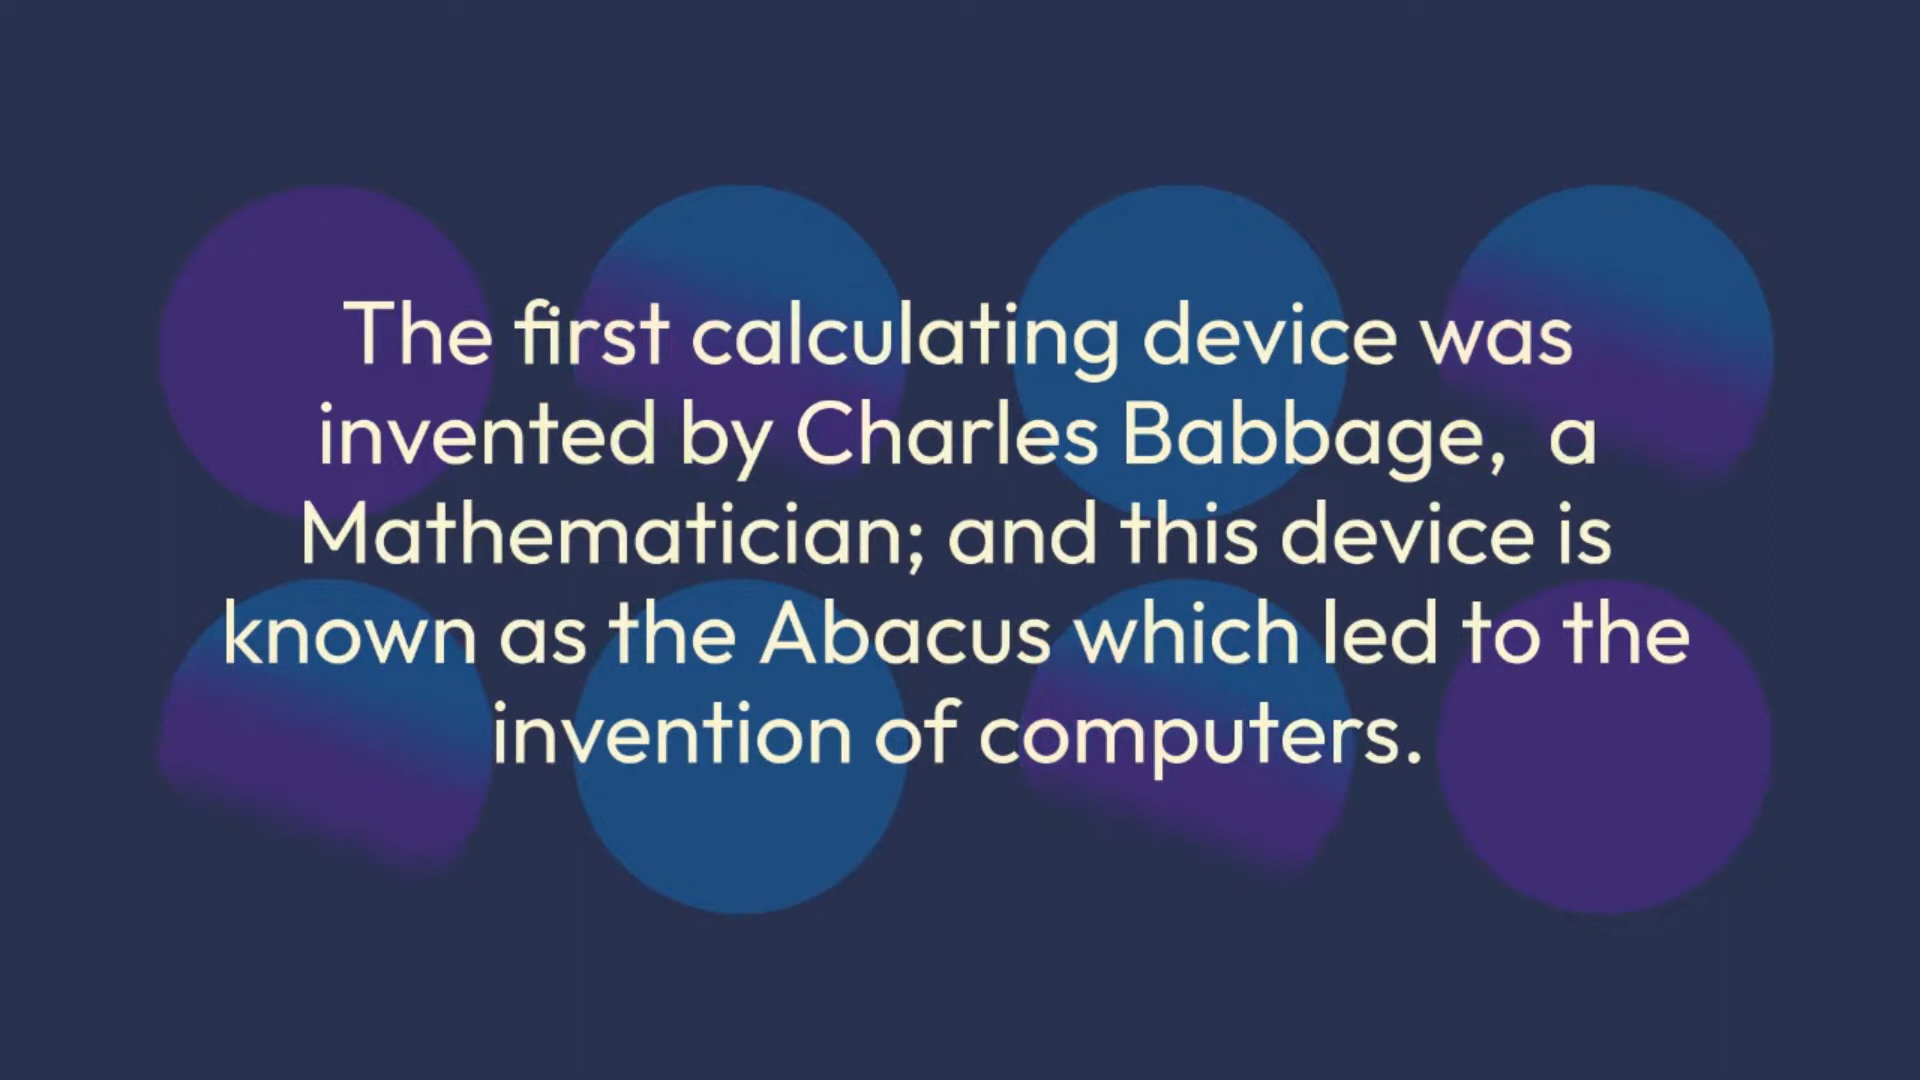 The first calculating device was
invented by Charles Babbage,  a
Mathematician; and this device is
known as the Abacus which led to the
invention of computers.